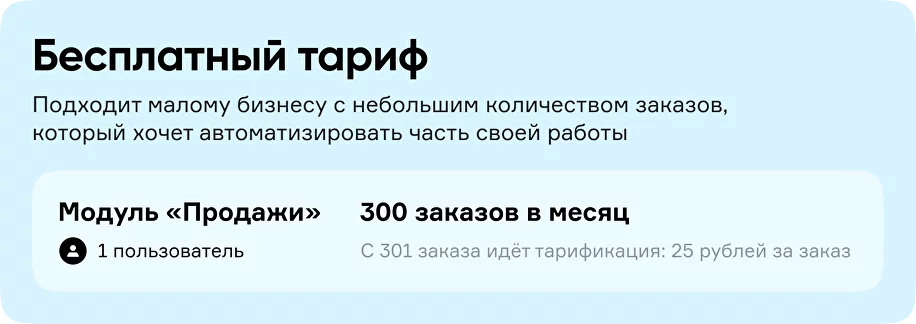 Бесплатный тариф
Подходит малому бизнесу с небольшим количеством заказов,
который хочет автоматизировать часть своей работы
Модуль «Продажи»
1 пользователь
300 заказов в месяц
С 301 заказа идёт тарификация: 25 рублей за заказ